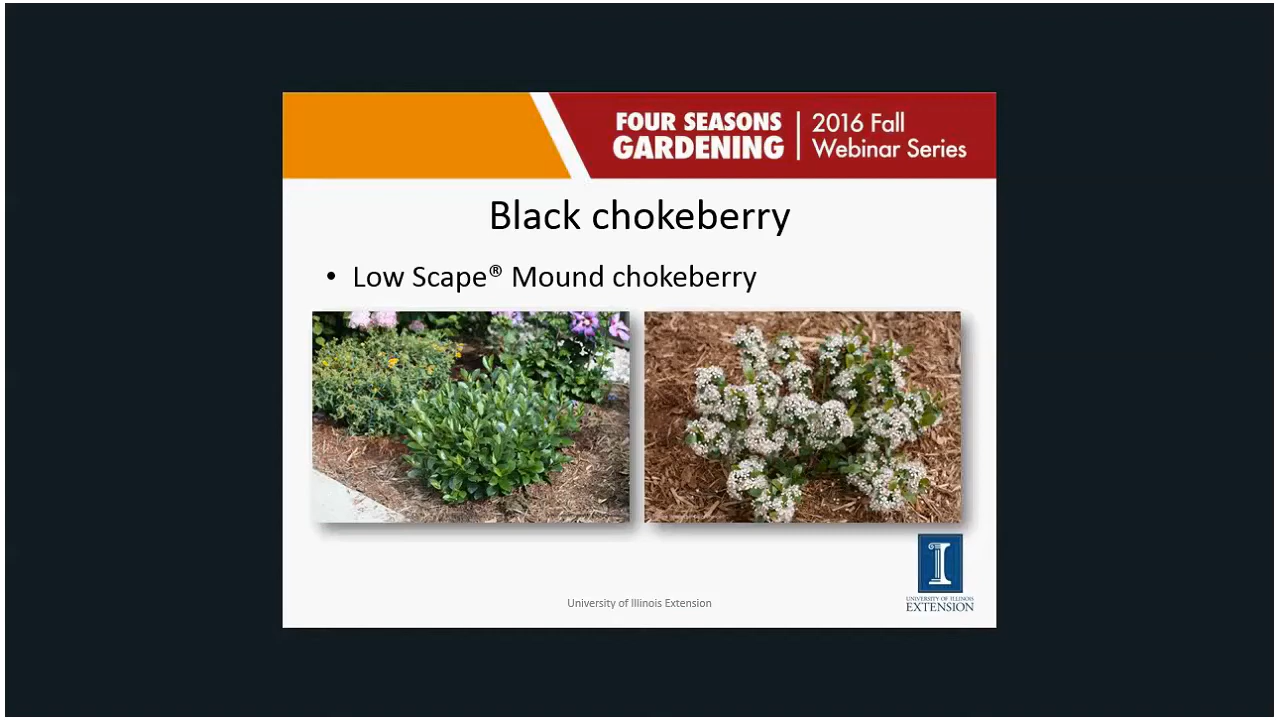 FOUR SEASONS
GARDENING
2016 Fall
Webinar Series
Black chokeberry
• Low Scape® Mound chokeberry
University of Illinois Extension
I
UNIVERSITY OF ILLINOIS
EXTENSION